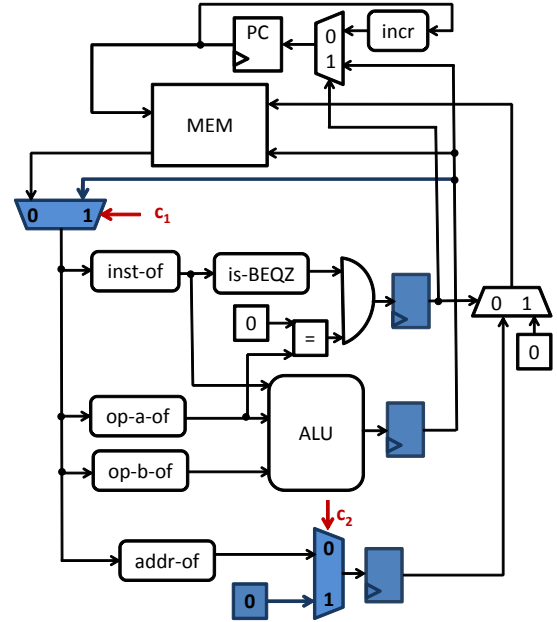 PC
0
1
incr
MEM
0 1
c1
inst-of
is-BEQZ
0
=
0 1
0
op-a-of
ALU
op-b-of
c2
addr-of
0
1
0